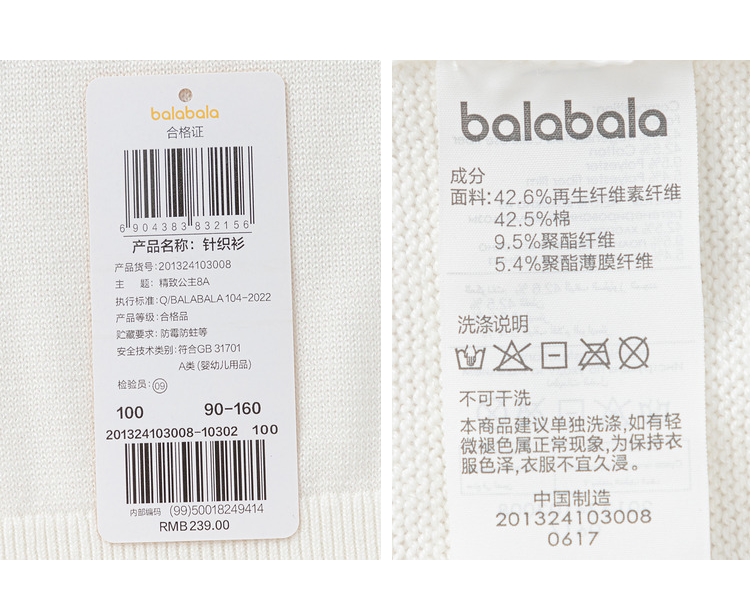 balabala
合格证
6 904383 832156
产品名称：针织衫
产品货号:201324103008
主 题：精致公主8A
执行标准:Q/BALABALA 104-2022
产品等级：合格品
贮藏要求：防霉防蛀等
安全技术类别：符合GB 31701
A类 (婴幼儿用品)
检验员：09
100 90-160
201324103008-10302 100
内部编码 (99)50018249414
RMB239.00
balabala
成分
面料:42.6%再生纤维素纤维
42.5%棉
9.5%聚酯纤维
5.4%聚酯薄膜纤维
洗涤说明
不可干洗
本商品建议单独洗涤,如有轻
微褪色属正常现象,为保持衣
服色泽,衣服不宜久浸。
中国制造
201324103008
0617